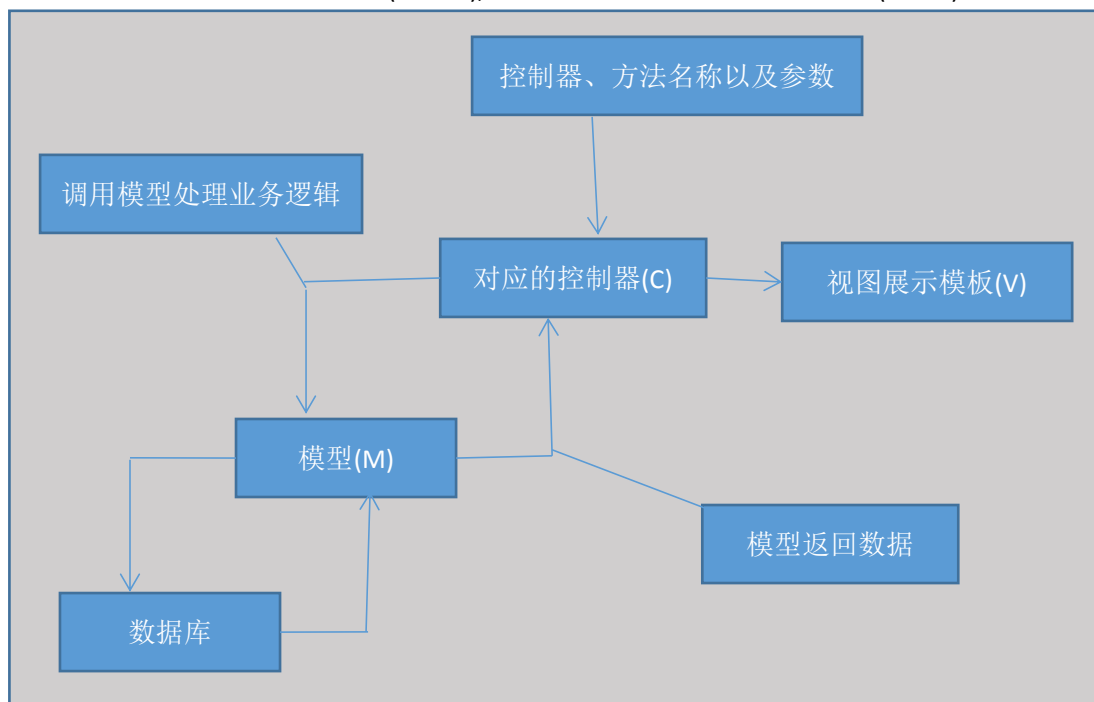 控制器、方法名称以及参数
调用模型处理业务逻辑
对应的控制器(C)
视图展示模板(V)
模型(M)
模型返回数据
数据库